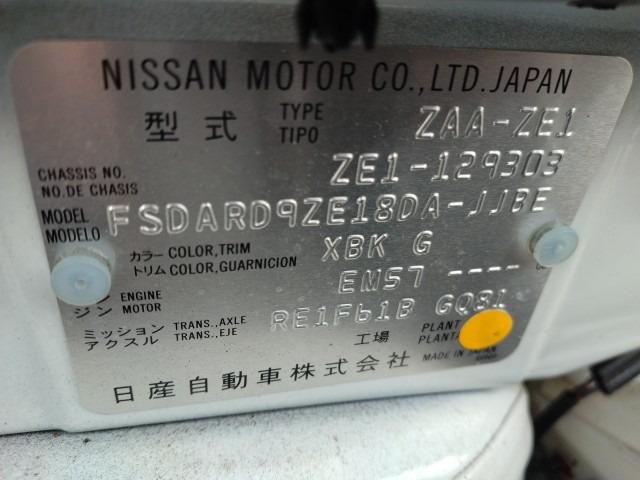 NISSAN MOTOR CO.,LTD.JAPAN
型式 TYPE TIPO ZAA-ZE1
CHASSIS NO. NO.DE CHASIS ZE1-129303
MODEL MODELO FSDARD9ZE18DA-JJBE
カラー COLOR,TRIM トリム COLOR,GUARNICION XBK G
ジン ENGINE MOTOR EM57 ----
ミッション TRANS.,AXLE アクスル TRANS.,EJE RE1F61B GQ81
工場 PLANT PLANTA
日産自動車株式会社 MADE IN JAPAN